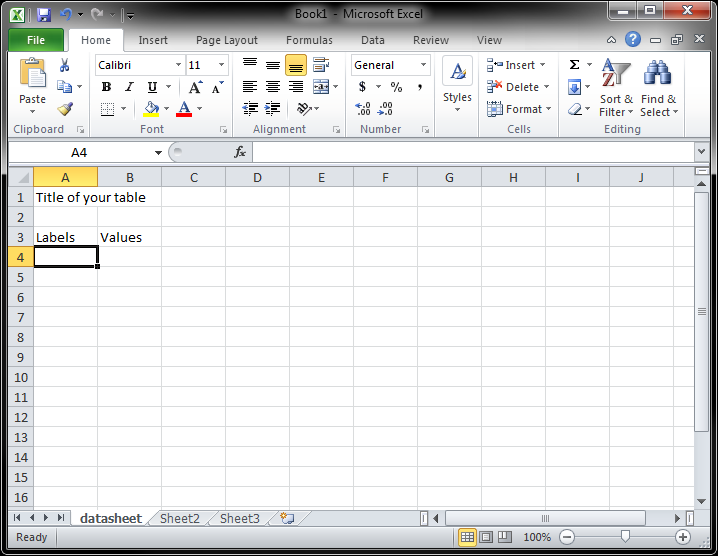 Book1 - Microsoft Excel
File Home Insert Page Layout Formulas Data Review View
Calibri 11 General Insert Σ
Paste B I U A A $ % , Styles Delete Sort & Find &
A Format Filter Select
Clipboard Font Alignment Number Cells Editing
A4 fx
A B C D E F G H I J
1 Title of your table
2
3 Labels Values
4
5
6
7
8
9
10
11
12
13
14
15
16
datasheet Sheet2 Sheet3
Ready 100%